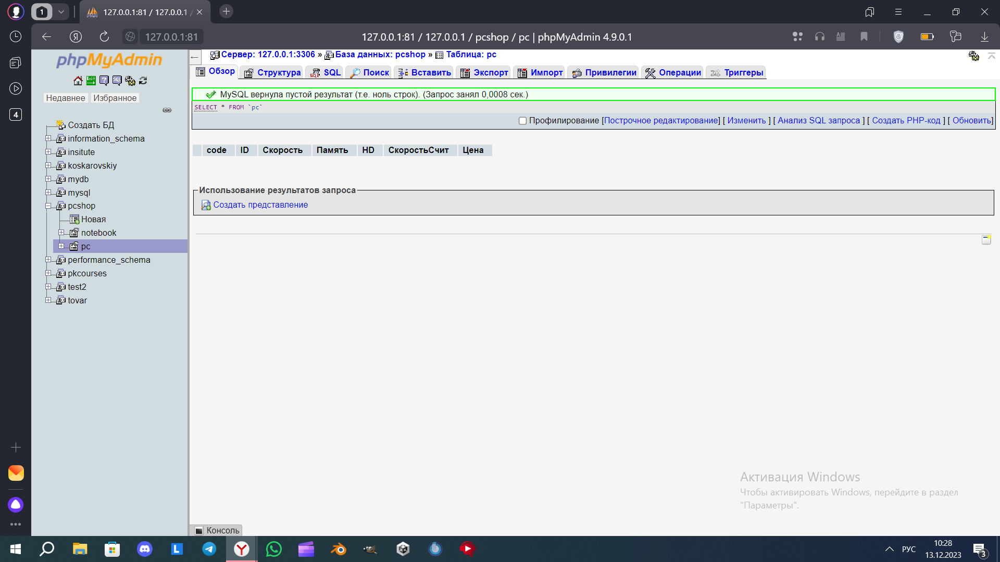 1
127.0.0.1:81 / 127.0.0.1 /
127.0.0.1:81
127.0.0.1:81 / 127.0.0.1 / pcshop / pc | phpMyAdmin 4.9.0.1
4
phpMyAdmin
Недавнее Избранное
Создать БД
information_schema
insitute
koskarovskiy
mydb
mysql
pcshop
Новая
notebook
pc
performance_schema
pkcourses
test2
tovar
Сервер: 127.0.0.1:3306 » База данных: pcshop » Таблица: pc
Обзор Структура SQL Поиск Вставить Экспорт Импорт Привилегии Операции Триггеры
MySQL вернула пустой результат (т.е. ноль строк). (Запрос занял 0,0008 сек.)
SELECT * FROM `pc`
Профилирование [Построчное редактирование] [ Изменить ] [ Анализ SQL запроса ] [ Создать PHP-код ] [ Обновить]
code ID Скорость Память HD СкоростьСчит Цена
Использование результатов запроса
Создать представление
Активация Windows
Чтобы активировать Windows, перейдите в раздел
"Параметры".
Консоль
L
РУС
10:28
13.12.2023
3